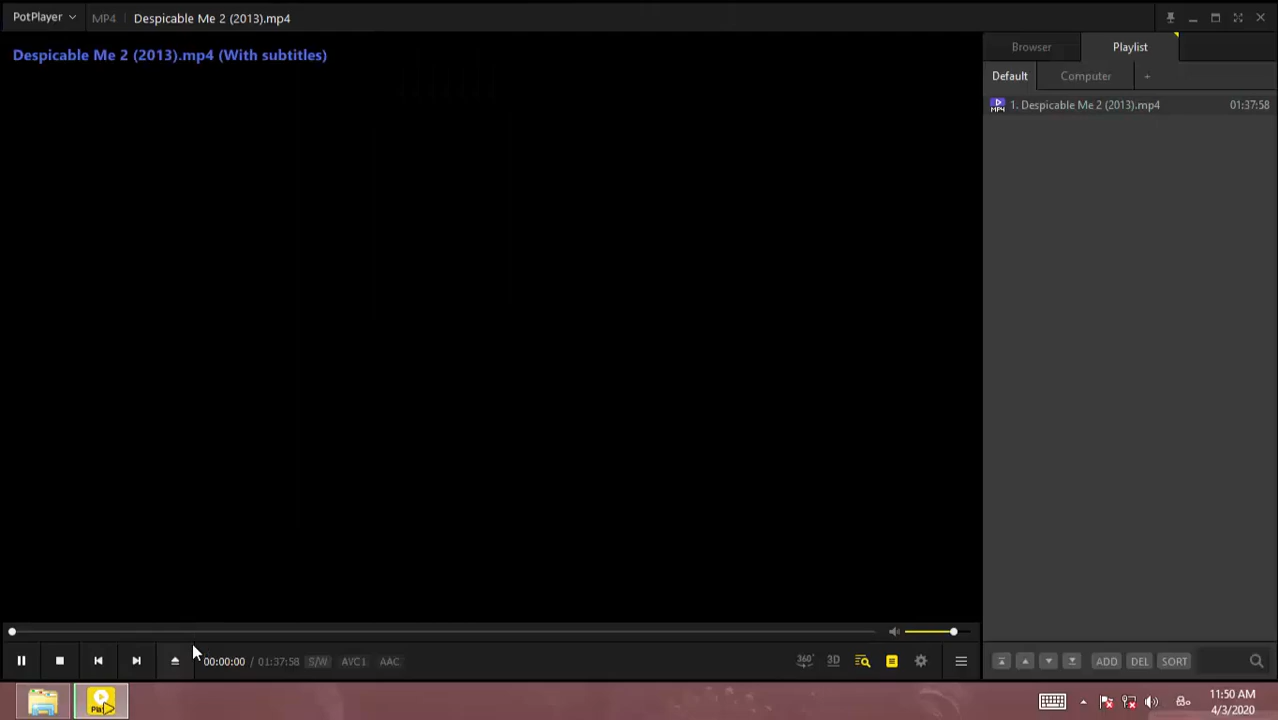 PotPlayer MP4 Despicable Me 2 (2013).mp4
Despicable Me 2 (2013).mp4 (With subtitles)
Browser Playlist
Default Computer +
MP4 1. Despicable Me 2 (2013).mp4 01:37:58
00:00:00 / 01:37:58 S/W AVC1 AAC
360° 3D
ADD DEL SORT
Play
11:50 AM
4/3/2020